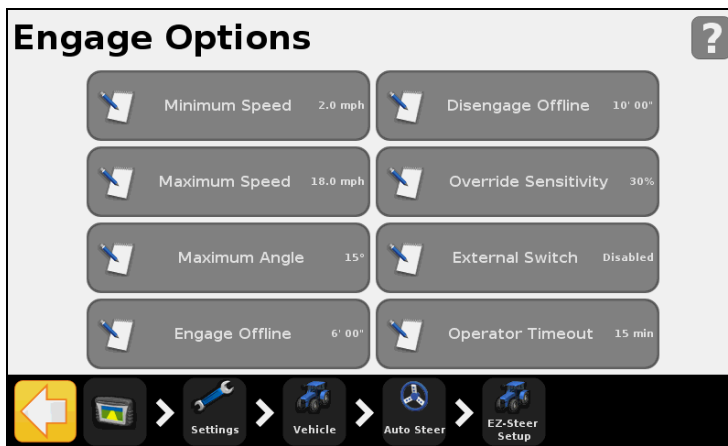 Engage Options
?
Minimum Speed 2.0 mph
Disengage Offline 10' 00"
Maximum Speed 18.0 mph
Override Sensitivity 30%
Maximum Angle 15°
External Switch Disabled
Engage Offline 6' 00"
Operator Timeout 15 min
Settings
Vehicle
Auto Steer
EZ-Steer
Setup